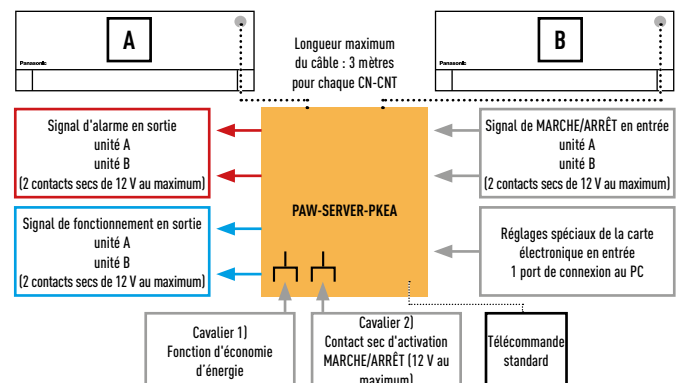 A
Panasonic
Longueur maximum
du câble : 3 mètres
pour chaque CN-CNT
B
Panasonic
Signal d'alarme en sortie
unité A
unité B
(2 contacts secs de 12 V au maximum)
Signal de fonctionnement en sortie
unité A
unité B
(2 contacts secs de 12 V au maximum)
PAW-SERVER-PKEA
Signal de MARCHE/ARRÊT en entrée
unité A
unité B
(2 contacts secs de 12 V au maximum)
Réglages spéciaux de la carte
électronique en entrée
1 port de connexion au PC
Cavalier 1)
Fonction d'économie
d'énergie
Cavalier 2)
Contact sec d'activation
MARCHE/ARRÊT (12 V au
maximum)
Télécommande
standard